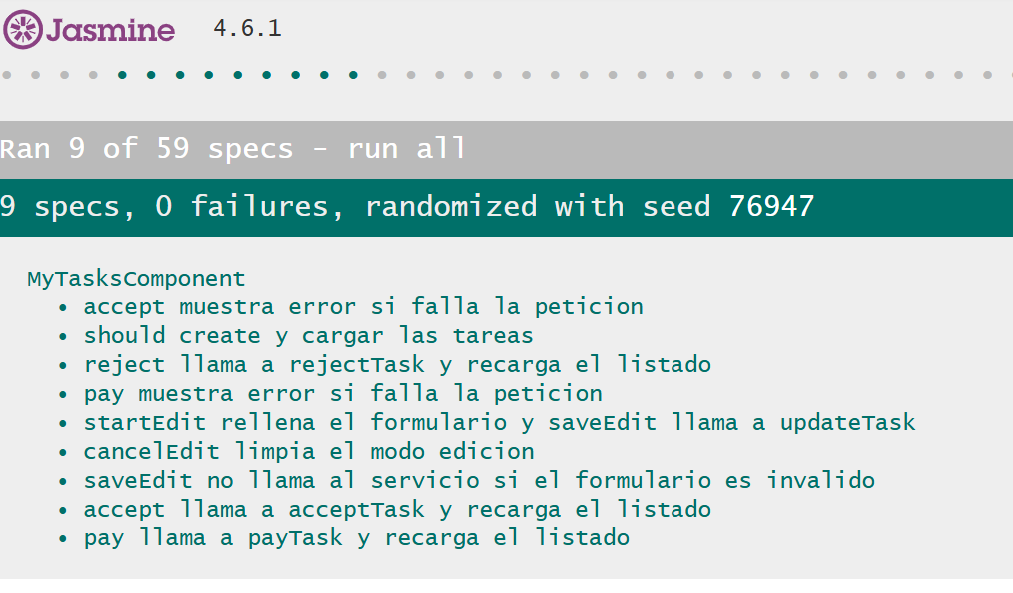 Jasmine 4.6.1
Ran 9 of 59 specs - run all
9 specs, 0 failures, randomized with seed 76947
MyTasksComponent
• accept muestra error si falla la peticion
• should create y cargar las tareas
• reject llama a rejectTask y recarga el listado
• pay muestra error si falla la peticion
• startEdit rellena el formulario y saveEdit llama a updateTask
• cancelEdit limpia el modo edicion
• saveEdit no llama al servicio si el formulario es invalido
• accept llama a acceptTask y recarga el listado
• pay llama a payTask y recarga el listado